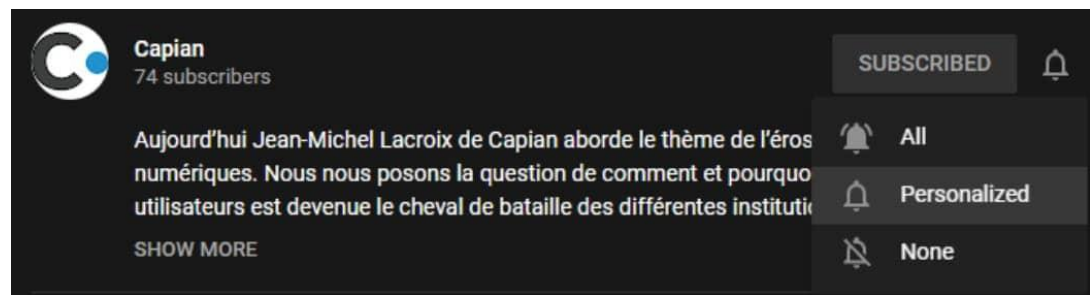 Capian
74 subscribers
SUBSCRIBED
Aujourd'hui Jean-Michel Lacroix de Capian aborde le thème de l'éros
numériques. Nous nous posons la question de comment et pourquo
utilisateurs est devenue le cheval de bataille des différentes instituti
SHOW MORE
All
Personalized
None